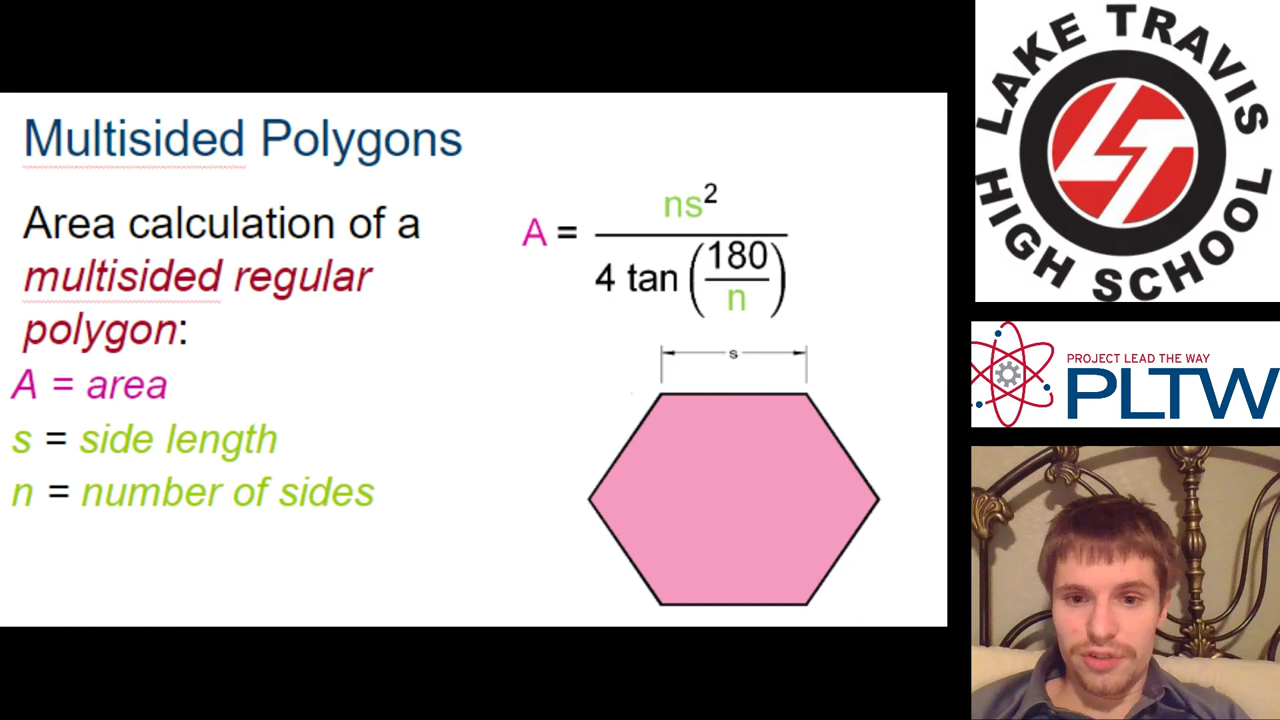 Multisided Polygons
Area calculation of a
multisided regular
polygon:
A = area
s = side length
n = number of sides
A = ns²
4 tan (180
n)
s
LAKE TRAVIS
HIGH SCHOOL
LT
PROJECT LEAD THE WAY
PLTW